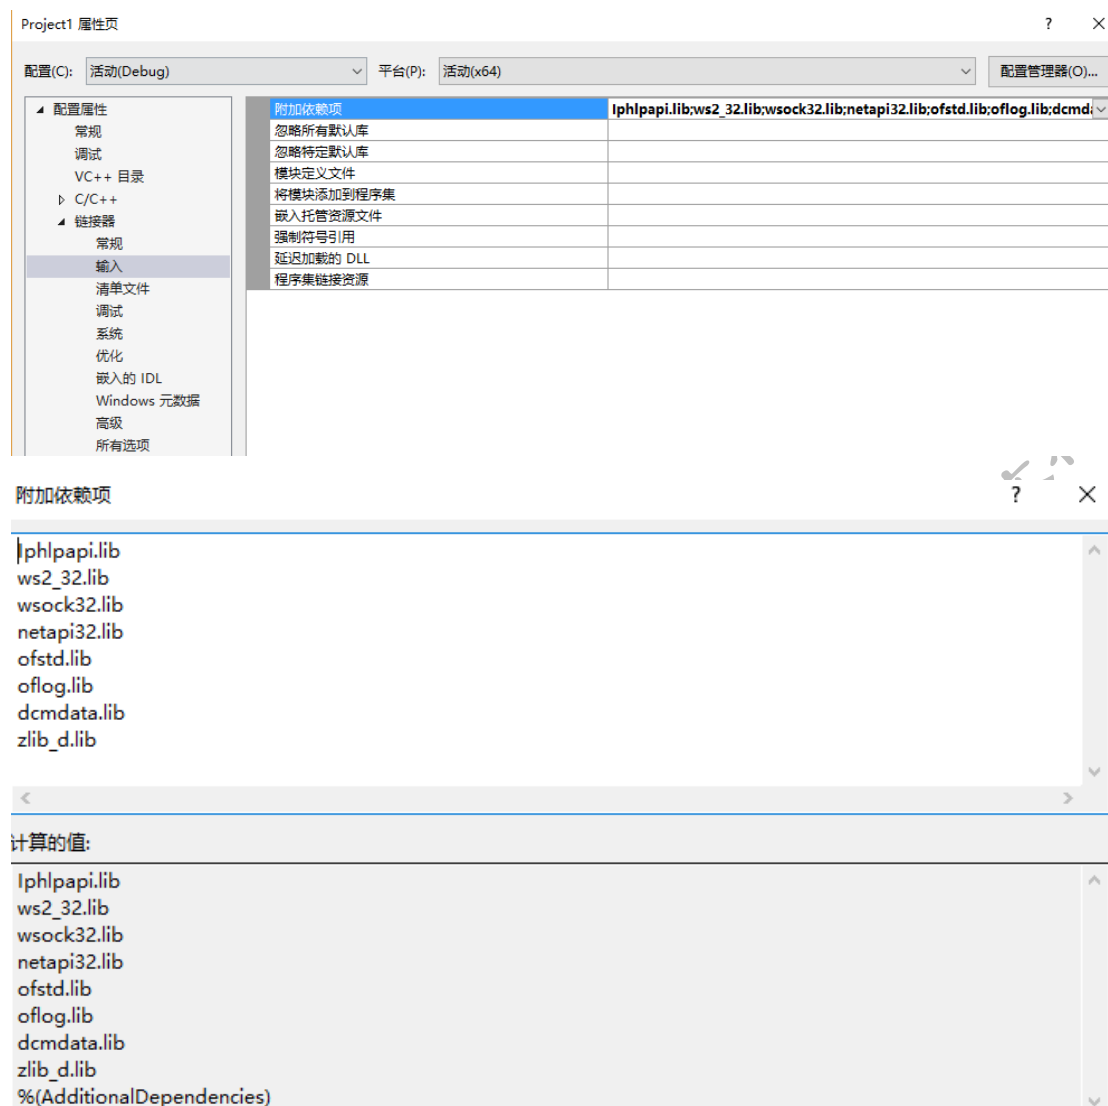 Project1 属性页
?
配置(C): 活动(Debug) 平台(P): 活动(x64) 配置管理器(O)...
配置属性
常规
调试
VC++ 目录
C/C++
链接器
常规
输入
清单文件
调试
系统
优化
嵌入的 IDL
Windows 元数据
高级
所有选项
附加依赖项 Iphlpapi.lib;ws2_32.lib;wsock32.lib;netapi32.lib;ofstd.lib;oflog.lib;dcmd
忽略所有默认库
忽略特定默认库
模块定义文件
将模块添加到程序集
嵌入托管资源文件
强制符号引用
延迟加载的 DLL
程序集链接资源
附加依赖项
?
Iphlpapi.lib
ws2_32.lib
wsock32.lib
netapi32.lib
ofstd.lib
oflog.lib
dcmdata.lib
zlib_d.lib
计算的值:
Iphlpapi.lib
ws2_32.lib
wsock32.lib
netapi32.lib
ofstd.lib
oflog.lib
dcmdata.lib
zlib_d.lib
%(AdditionalDependencies)